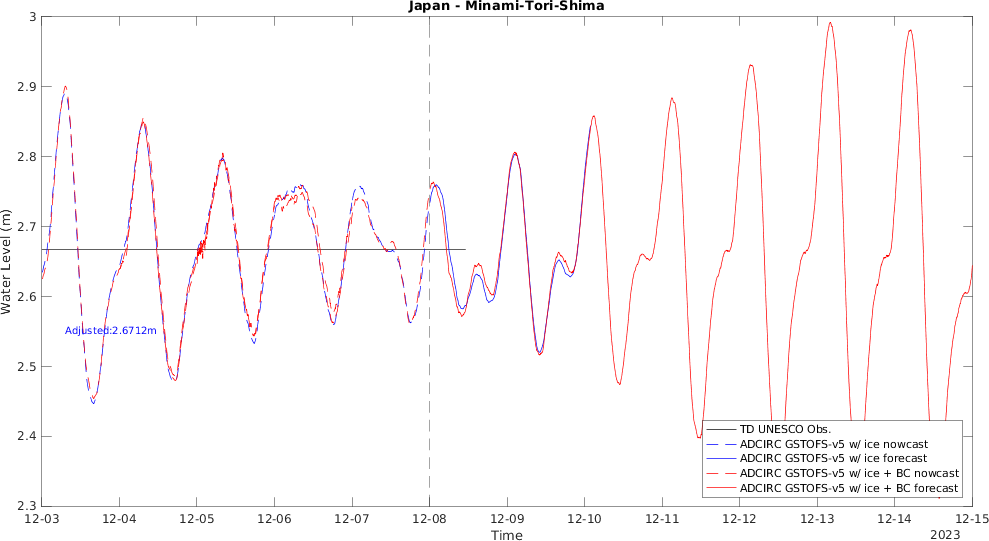 Japan - Minami-Tori-Shima
Water Level (m)
3
2.9
2.8
2.7
2.6
2.5
2.4
2.3
Adjusted:2.6712m
TD UNESCO Obs.
ADCIRC GSTOFS-v5 w/ ice nowcast
ADCIRC GSTOFS-v5 w/ ice forecast
ADCIRC GSTOFS-v5 w/ ice + BC nowcast
ADCIRC GSTOFS-v5 w/ ice + BC forecast
12-03 12-04 12-05 12-06 12-07 12-08 12-09 12-10 12-11 12-12 12-13 12-14 12-15
Time
2023